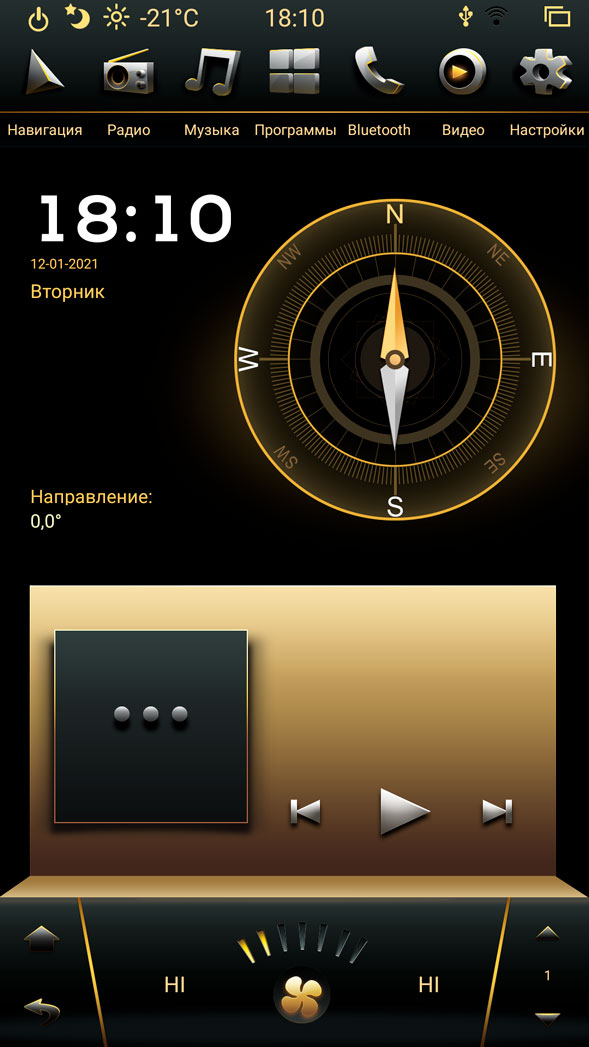 -21°C
18:10
Навигация Радио Музыка Программы Bluetooth Видео Настройки
18:10
12-01-2021
Вторник
N
NW
NE
W
E
SW
SE
S
Направление:
0,0°
HI
HI
1